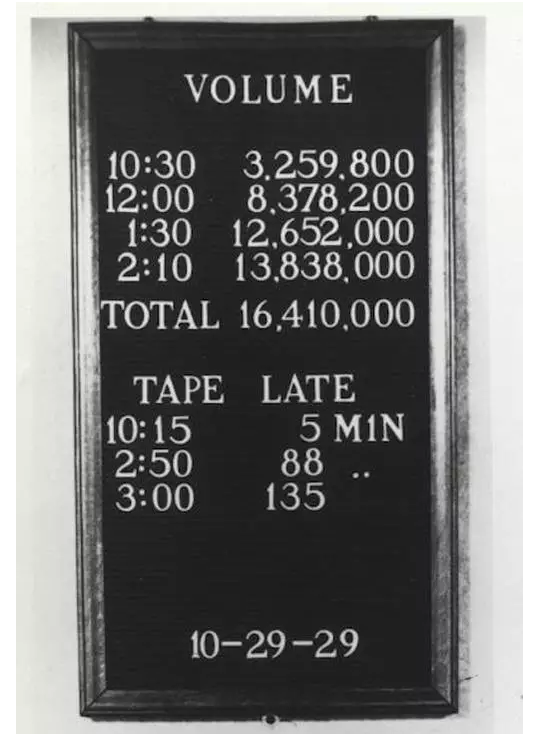 VOLUME
10:30 3,259,800
12:00 8,378,200
1:30 12,652,000
2:10 13,838,000
TOTAL 16,410,000
TAPE LATE
10:15 5 M1N
2:50 88 ..
3:00 135
10-29-29